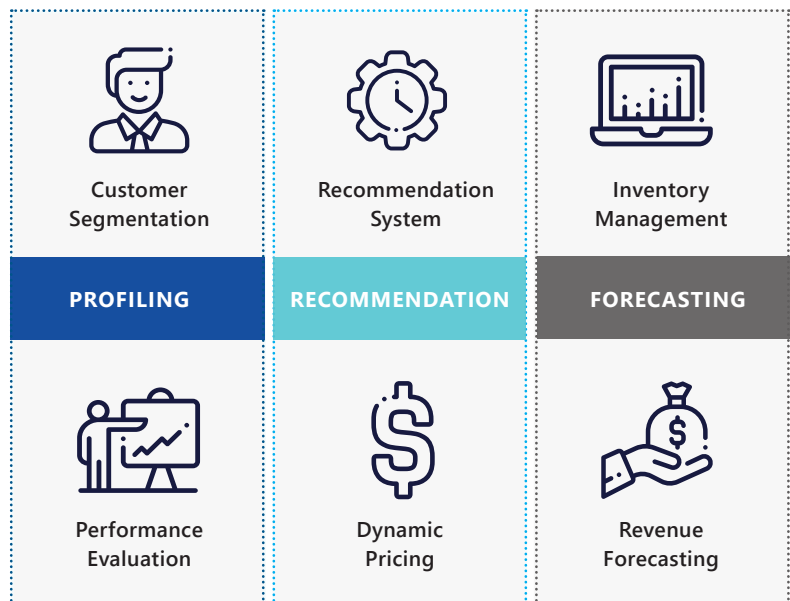 Customer
Segmentation
Recommendation
System
Inventory
Management
PROFILING
RECOMMENDATION
FORECASTING
$
$
Performance
Evaluation
Dynamic
Pricing
Revenue
Forecasting